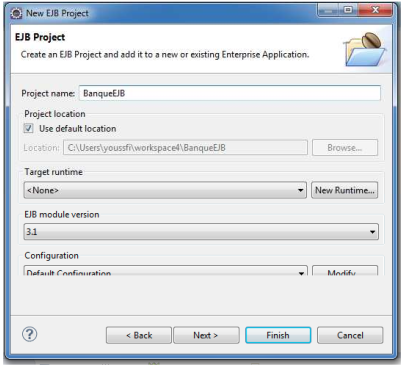 New EJB Project
EJB Project
Create an EJB Project and add it to a new or existing Enterprise Application.
Project name: BanqueEJB
Project location
Use default location
Location: C:\Users\youssfi\workspace4\BanqueEJB Browse...
Target runtime
<None> New Runtime...
EJB module version
3.1
Configuration
Default Configuration Modify...
? < Back Next > Finish Cancel